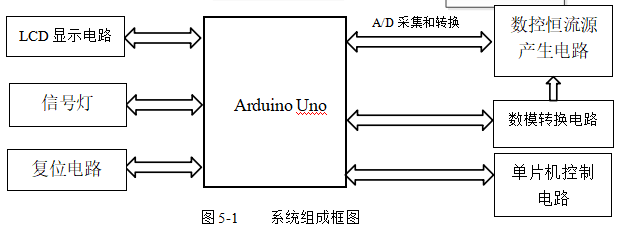 LCD 显示电路
信号灯
复位电路
Arduino Uno
A/D 采集和转换
数控恒流源
产生电路
数模转换电路
单片机控制
电路
图 5-1 系统组成框图